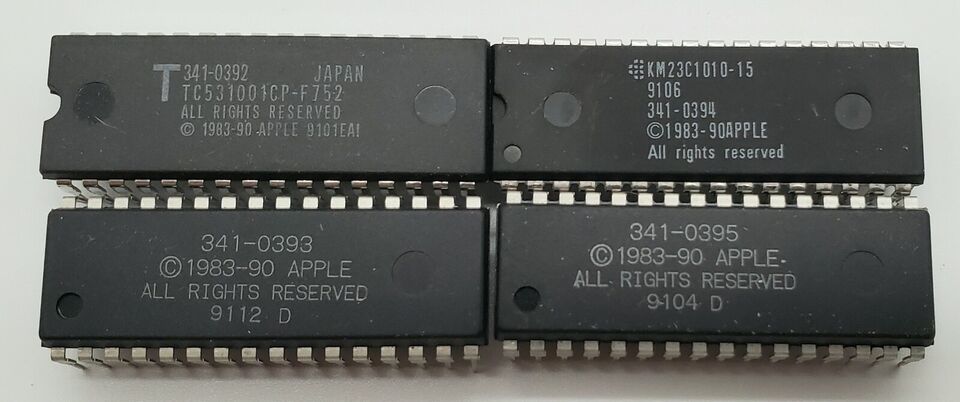 T 341-0392 JAPAN
TC531001CP-F752
ALL RIGHTS RESERVED
© 1983-90 APPLE 9101EAI
KM23C1010-15
9106
341-0394
©1983-90APPLE
All rights reserved
341-0393
©1983-90 APPLE
ALL RIGHTS RESERVED
9112 D
341-0395
©1983-90 APPLE.
ALL RIGHTS RESERVED
9104 D